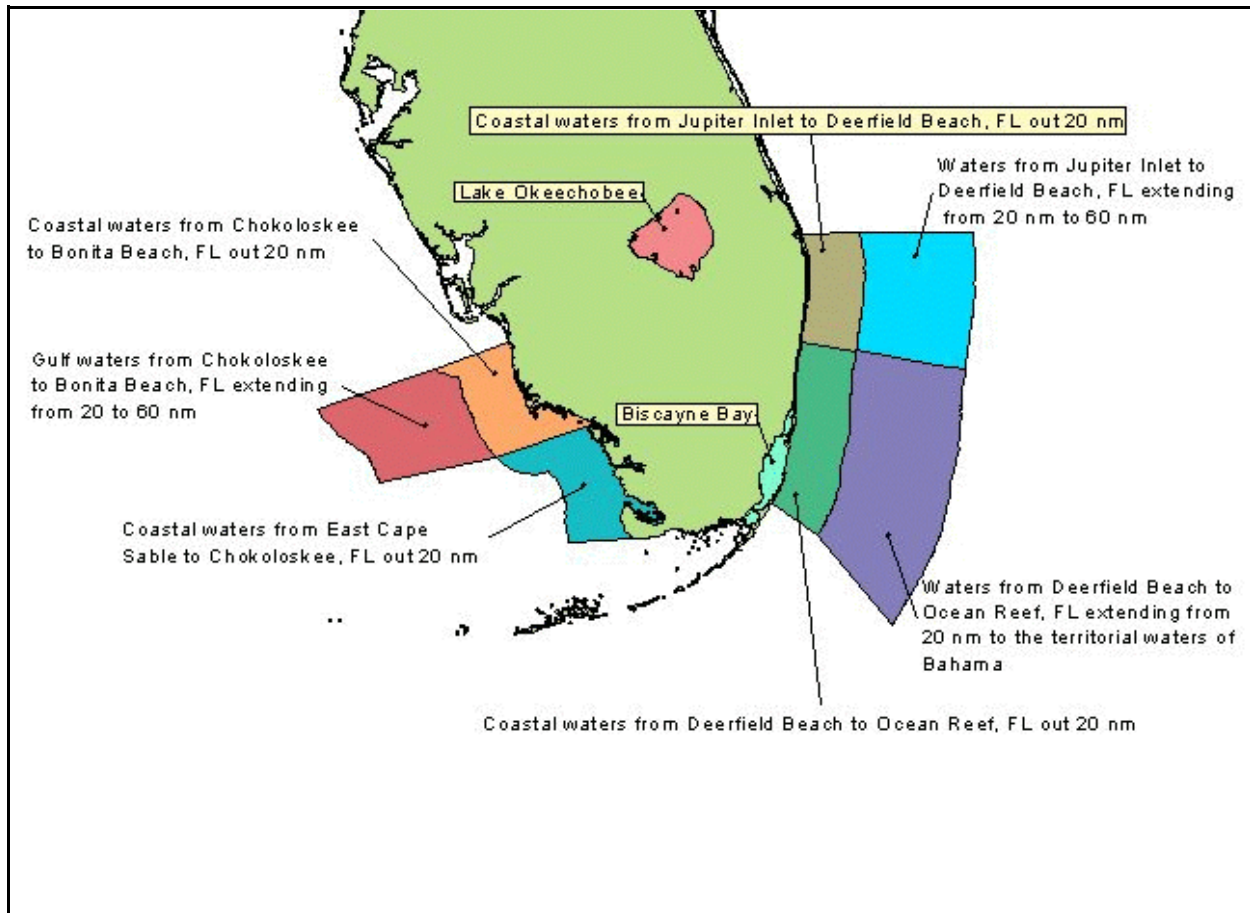 Coastal waters from Jupiter Inlet to Deerfield Beach, FL out 20 nm
Waters from Jupiter Inlet to
Deerfield Beach, FL extending
from 20 nm to 60 nm
Lake Okeechobee
Coastal waters from Chokoloskee
to Bonita Beach, FL out 20 nm
Gulf waters from Chokoloskee
to Bonita Beach, FL extending
from 20 to 60 nm
Biscayne Bay
Coastal waters from East Cape
Sable to Chokoloskee, FL out 20 nm
Waters from Deerfield Beach to
Ocean Reef, FL extending from
20 nm to the territorial waters of
Bahama
Coastal waters from Deerfield Beach to Ocean Reef, FL out 20 nm